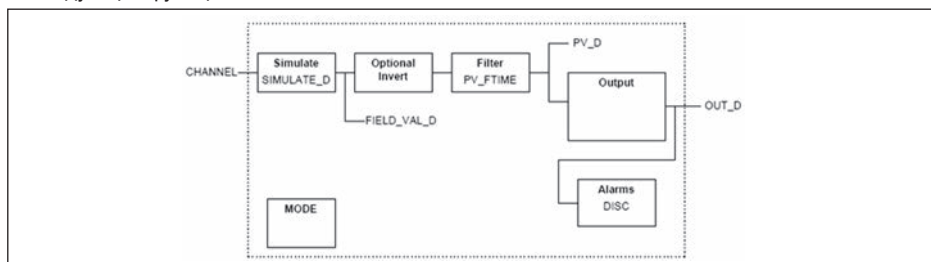 CHANNEL
Simulate
SIMULATE_D
Optional
Invert
Filter
PV_FTIME
PV_D
Output
OUT_D
FIELD_VAL_D
Alarms
DISC
MODE